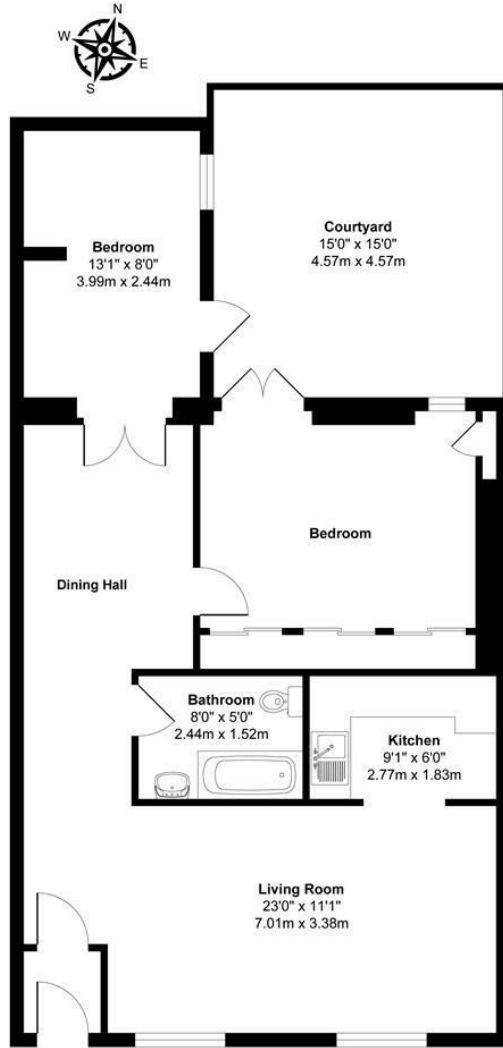 N
W
E
S
Courtyard
15'0" x 15'0"
4.57m x 4.57m
Bedroom
13'1" x 8'0"
3.99m x 2.44m
Bedroom
Dining Hall
Bathroom
8'0" x 5'0"
2.44m x 1.52m
Kitchen
9'1" x 6'0"
2.77m x 1.83m
Living Room
23'0" x 11'1"
7.01m x 3.38m